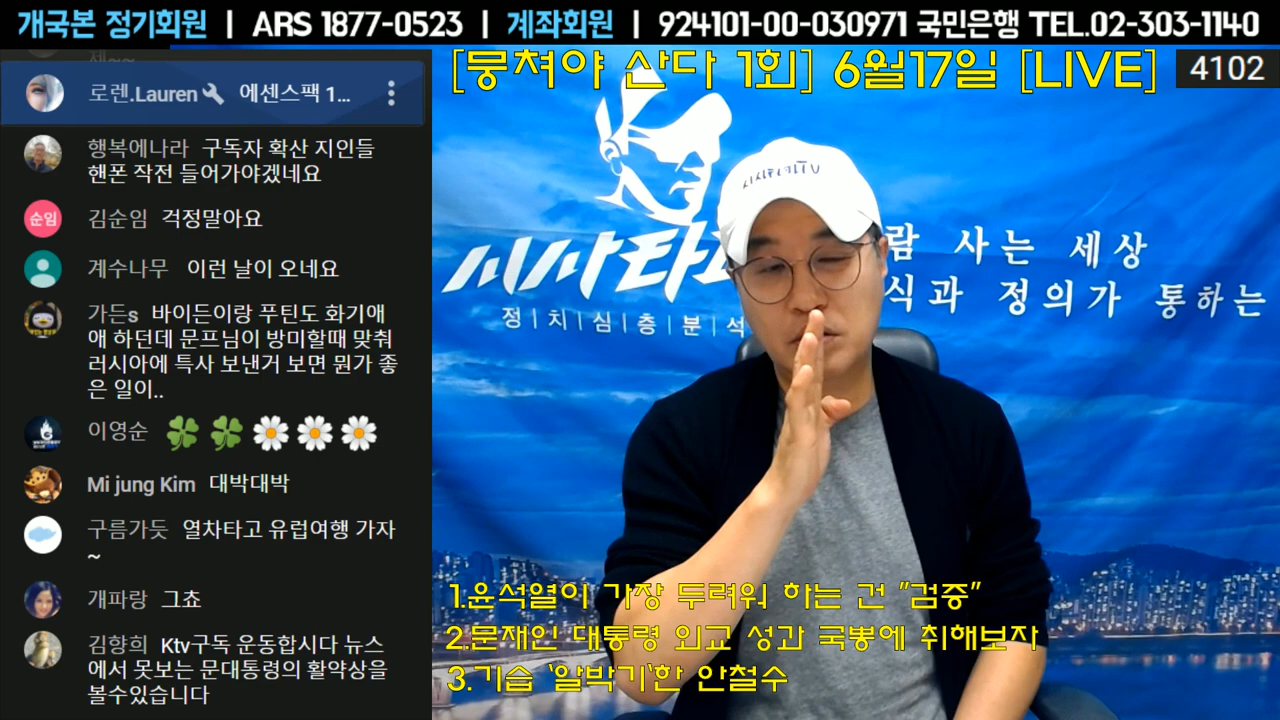 개국본 정기회원 | ARS 1877-0523 | 계좌회원 | 924101-00-030971 국민은행 TEL.02-303-1140
[뭉쳐야 산다 1회] 6월17일 [LIVE]
4102
로렌.Lauren 에센스팩 1...
행복에나라 구독자 확산 지인들
핸폰 작전 들어가야겠네요
순임
김순임 걱정말아요
계수나무 이런 날이 오네요
가든s 바이든이랑 푸틴도 화기애
애 하던데 문프님이 방미할때 맞춰
러시아에 특사 보낸거 보면 뭔가 좋
은 일이..
이영순 🍀🍀🌼🌼🌼
Mi jung Kim 대박대박
구름가듯 열차타고 유럽여행 가자
~
개파랑 그쵸
김향희 Ktv구독 운동합시다 뉴스
에서 못보는 문대통령의 활약상을
볼수있습니다
시사타파TV
시사타
람 사는 세상
식과 정의가 통하는
정|치|심|층|분|석
1.윤석열이 가장 두려워 하는 건 "검증"
2.문재인 대통령 외교 성과 국뽕에 취해보자
3.기습 '알박기'한 안철수